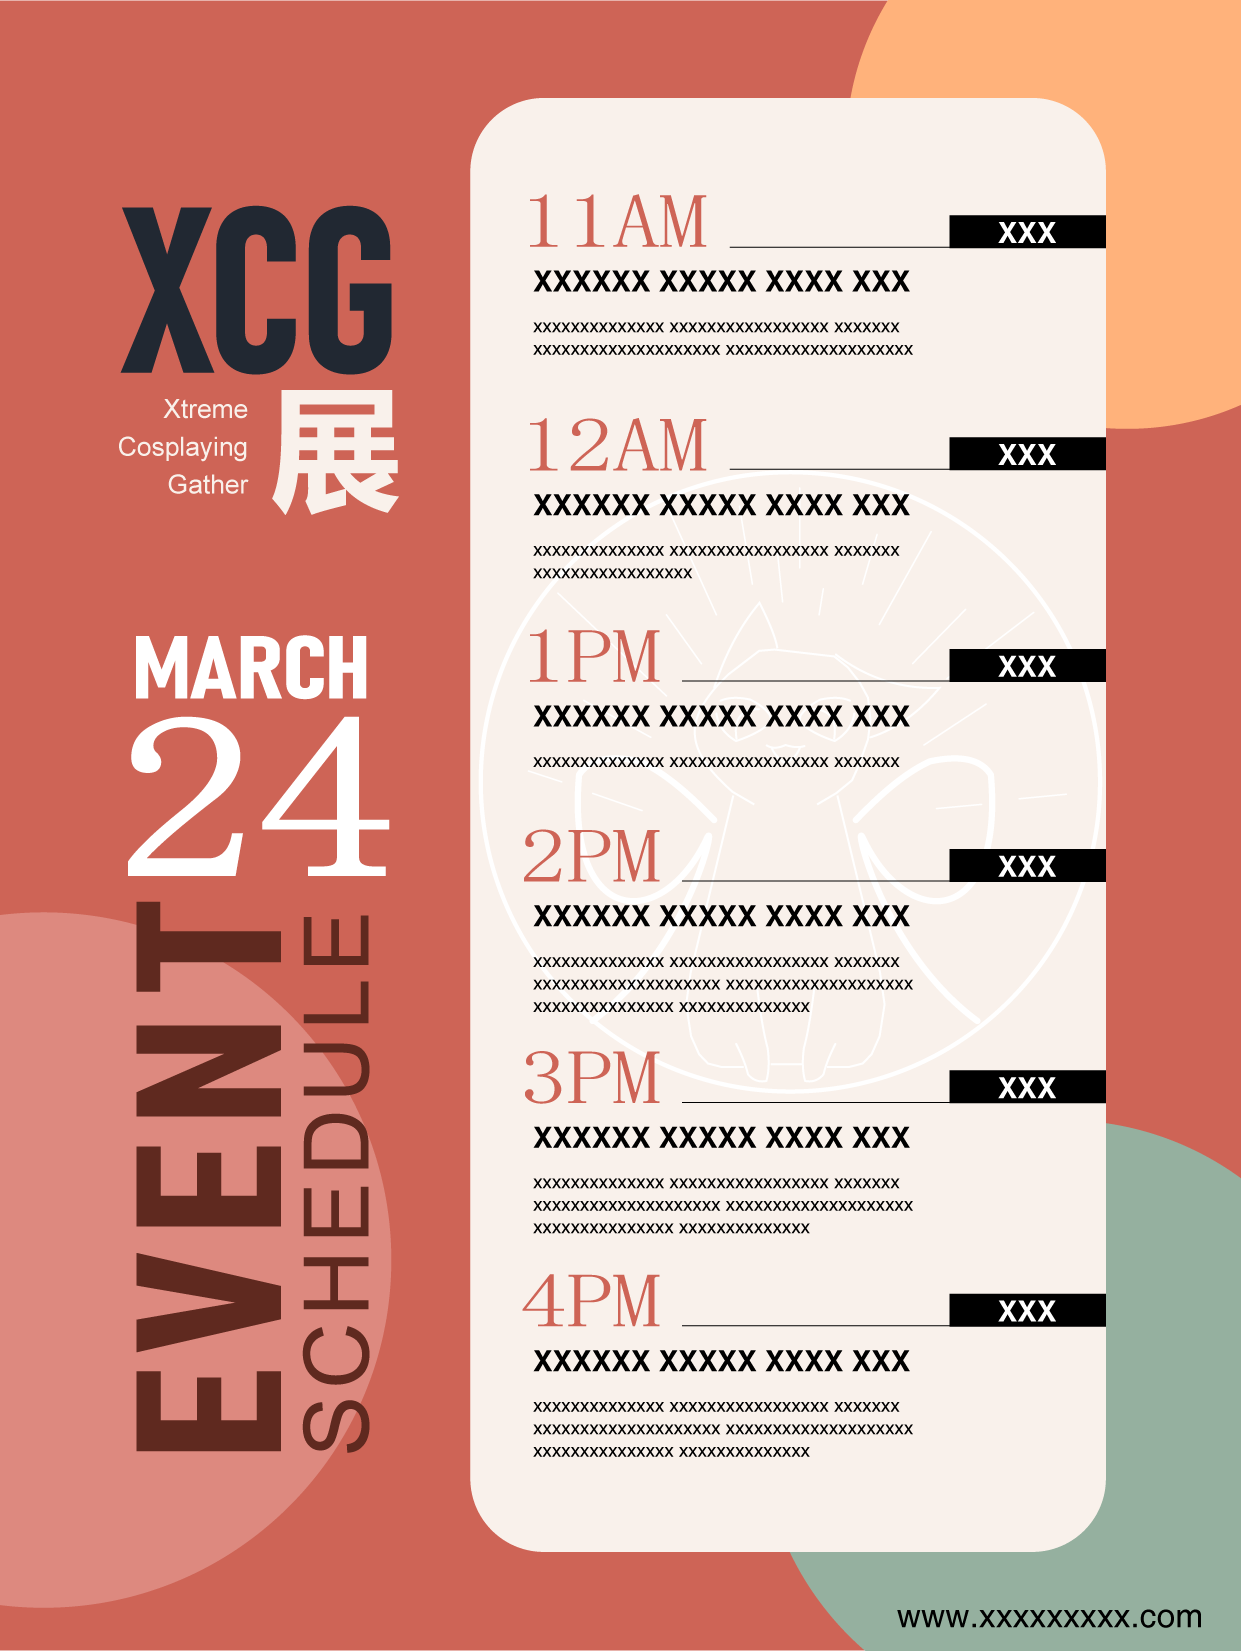 XCG
Xtreme
Cosplaying
Gather
展
MARCH
24
EVENT
SCHEDULE
11AM
XXX
XXXXXX XXXXX XXXX XXX
xxxxxxxxxxxxxx xxxxxxxxxxxxxxxxx xxxxxxx
xxxxxxxxxxxxxxxxxxxx xxxxxxxxxxxxxxxxxxxx
12AM
XXX
XXXXXX XXXXX XXXX XXX
xxxxxxxxxxxxxx xxxxxxxxxxxxxxxxx xxxxxxx
xxxxxxxxxxxxxxxxx
1PM
XXX
XXXXXX XXXXX XXXX XXX
xxxxxxxxxxxxxx xxxxxxxxxxxxxxxxx xxxxxxx
2PM
XXX
XXXXXX XXXXX XXXX XXX
xxxxxxxxxxxxxx xxxxxxxxxxxxxxxxx xxxxxxx
xxxxxxxxxxxxxxxxxxxx xxxxxxxxxxxxxxxxxxxx
xxxxxxxxxxxxxxx xxxxxxxxxxxxxx
3PM
XXX
XXXXXX XXXXX XXXX XXX
xxxxxxxxxxxxxx xxxxxxxxxxxxxxxxx xxxxxxx
xxxxxxxxxxxxxxxxxxxx xxxxxxxxxxxxxxxxxxxx
xxxxxxxxxxxxxxx xxxxxxxxxxxxxx
4PM
XXX
XXXXXX XXXXX XXXX XXX
xxxxxxxxxxxxxx xxxxxxxxxxxxxxxxx xxxxxxx
xxxxxxxxxxxxxxxxxxxx xxxxxxxxxxxxxxxxxxxx
xxxxxxxxxxxxxxx xxxxxxxxxxxxxx
www.xxxxxxxxx.com